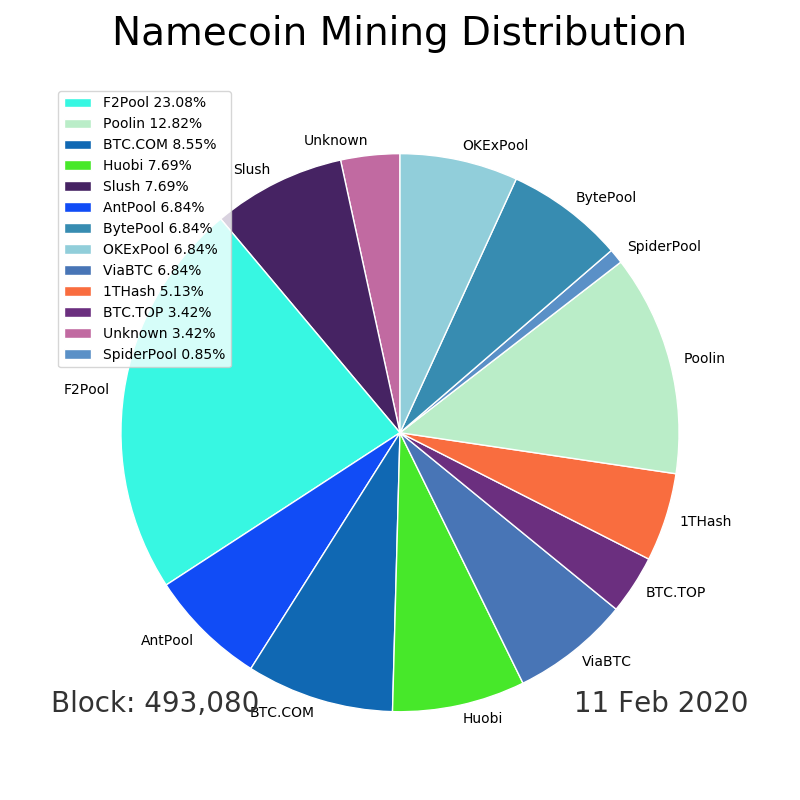 Namecoin Mining Distribution
F2Pool 23.08%
Poolin 12.82%
BTC.COM 8.55%
Huobi 7.69%
Slush 7.69%
AntPool 6.84%
BytePool 6.84%
OKExPool 6.84%
ViaBTC 6.84%
1THash 5.13%
BTC.TOP 3.42%
Unknown 3.42%
SpiderPool 0.85%
Unknown
OKExPool
Slush
BytePool
SpiderPool
Poolin
F2Pool
1THash
BTC.TOP
AntPool
ViaBTC
Block: 493,080
11 Feb 2020
BTC.COM
Huobi